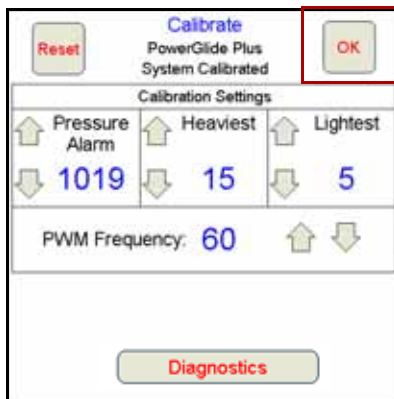 Reset
Calibrate
PowerGlide Plus
System Calibrated
OK
Calibration Settings
Pressure Alarm
Heaviest
Lightest
1019
15
5
PWM Frequency: 60
Diagnostics